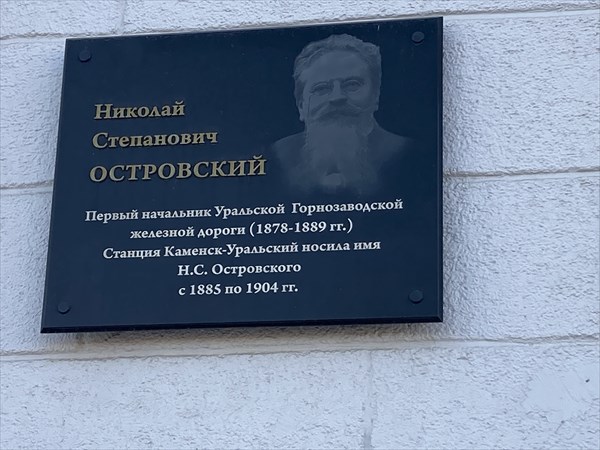 Николай
Степанович
ОСТРОВСКИЙ
Первый начальник Уральской Горнозаводской
железной дороги (1878-1889 гг.)
Станция Каменск-Уральский носила имя
Н.С. Островского
с 1885 по 1904 гг.